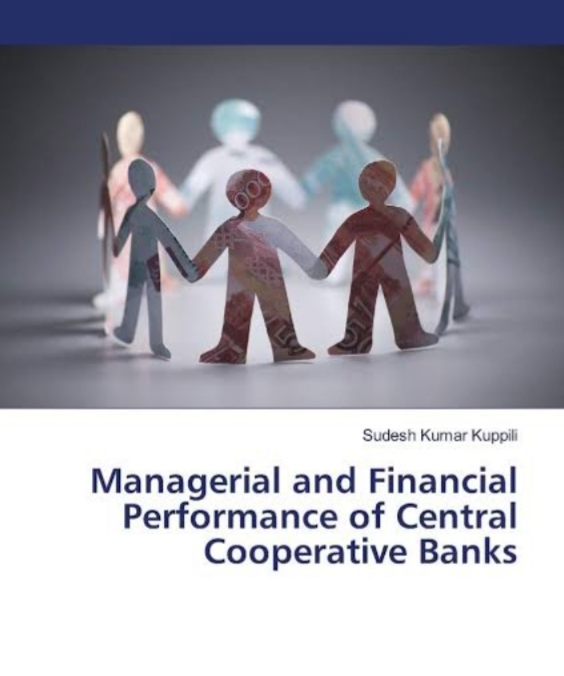 Sudesh Kumar Kuppili
Managerial and Financial
Performance of Central
Cooperative Banks